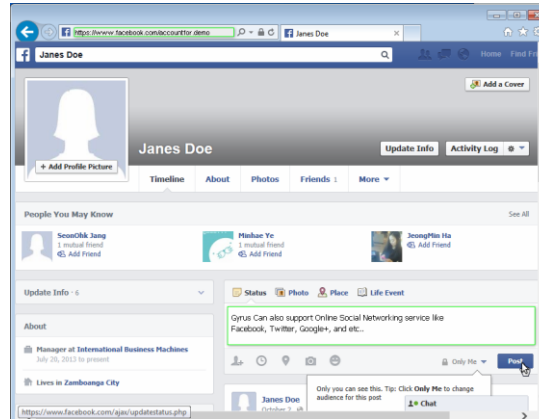 https://www.facebook.com/accountfor.demo
Janes Doe
Janes Doe
Home Find Fri
Add a Cover
Janes Doe
+ Add Profile Picture
Update Info
Activity Log
Timeline About Photos Friends 1 More
People You May Know
See All
SeonOhk Jang
1 mutual friend
Add Friend
Minhae Ye
1 mutual friend
Add Friend
JeongMin Ha
Add Friend
Update Info · 6
Status Photo Place Life Event
Gyrus Can also support Online Social Networking service like
Facebook, Twitter, Google+, and etc..
About
Manager at International Business Machines
July 20, 2013 to present
Only Me
Post
Lives in Zamboanga City
Only you can see this. Tip: Click Only Me to change
audience for this post
Janes Doe
October 2
Chat
https://www.facebook.com/ajax/updatestatus.php